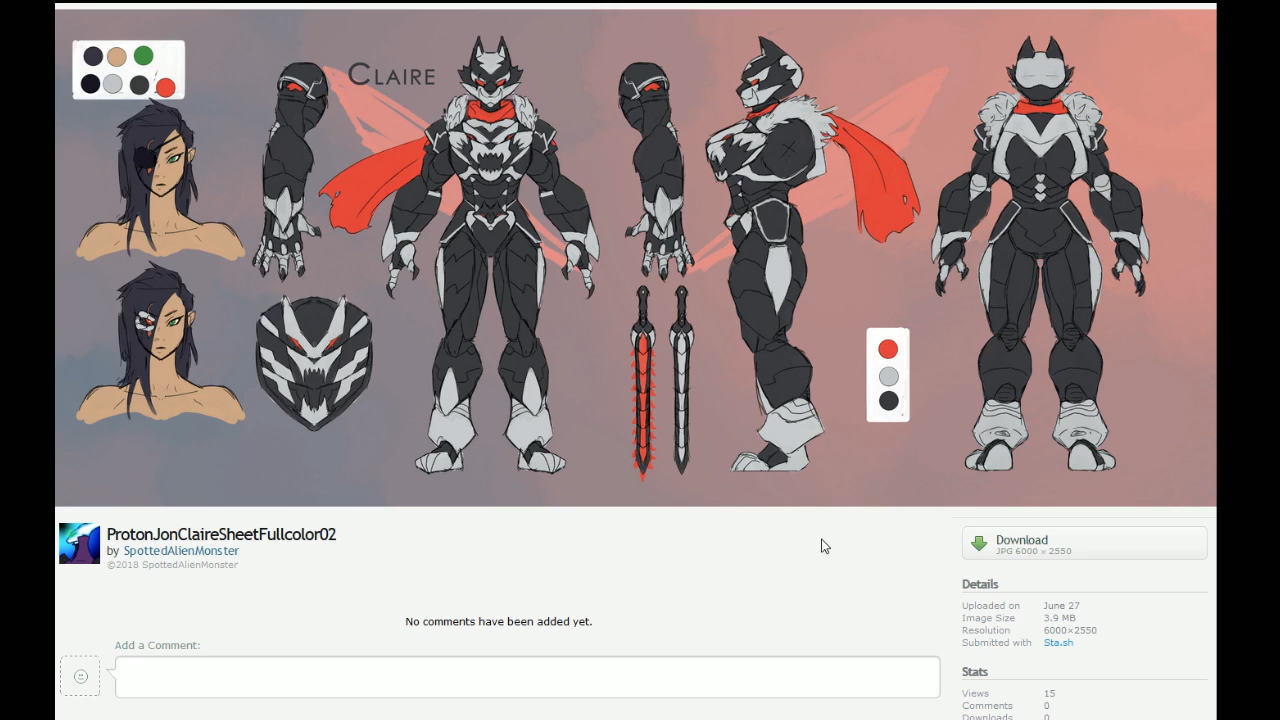 CLAIRE
ProtonJonClaireSheetFullcolor02
by SpottedAlienMonster
©2018 SpottedAlienMonster
No comments have been added yet.
Add a Comment:
Download
JPG 6000 × 2550
Details
Uploaded on June 27
Image Size 3.9 MB
Resolution 6000×2550
Submitted with Sta.sh
Stats
Views 15
Comments 0
Downloads 0